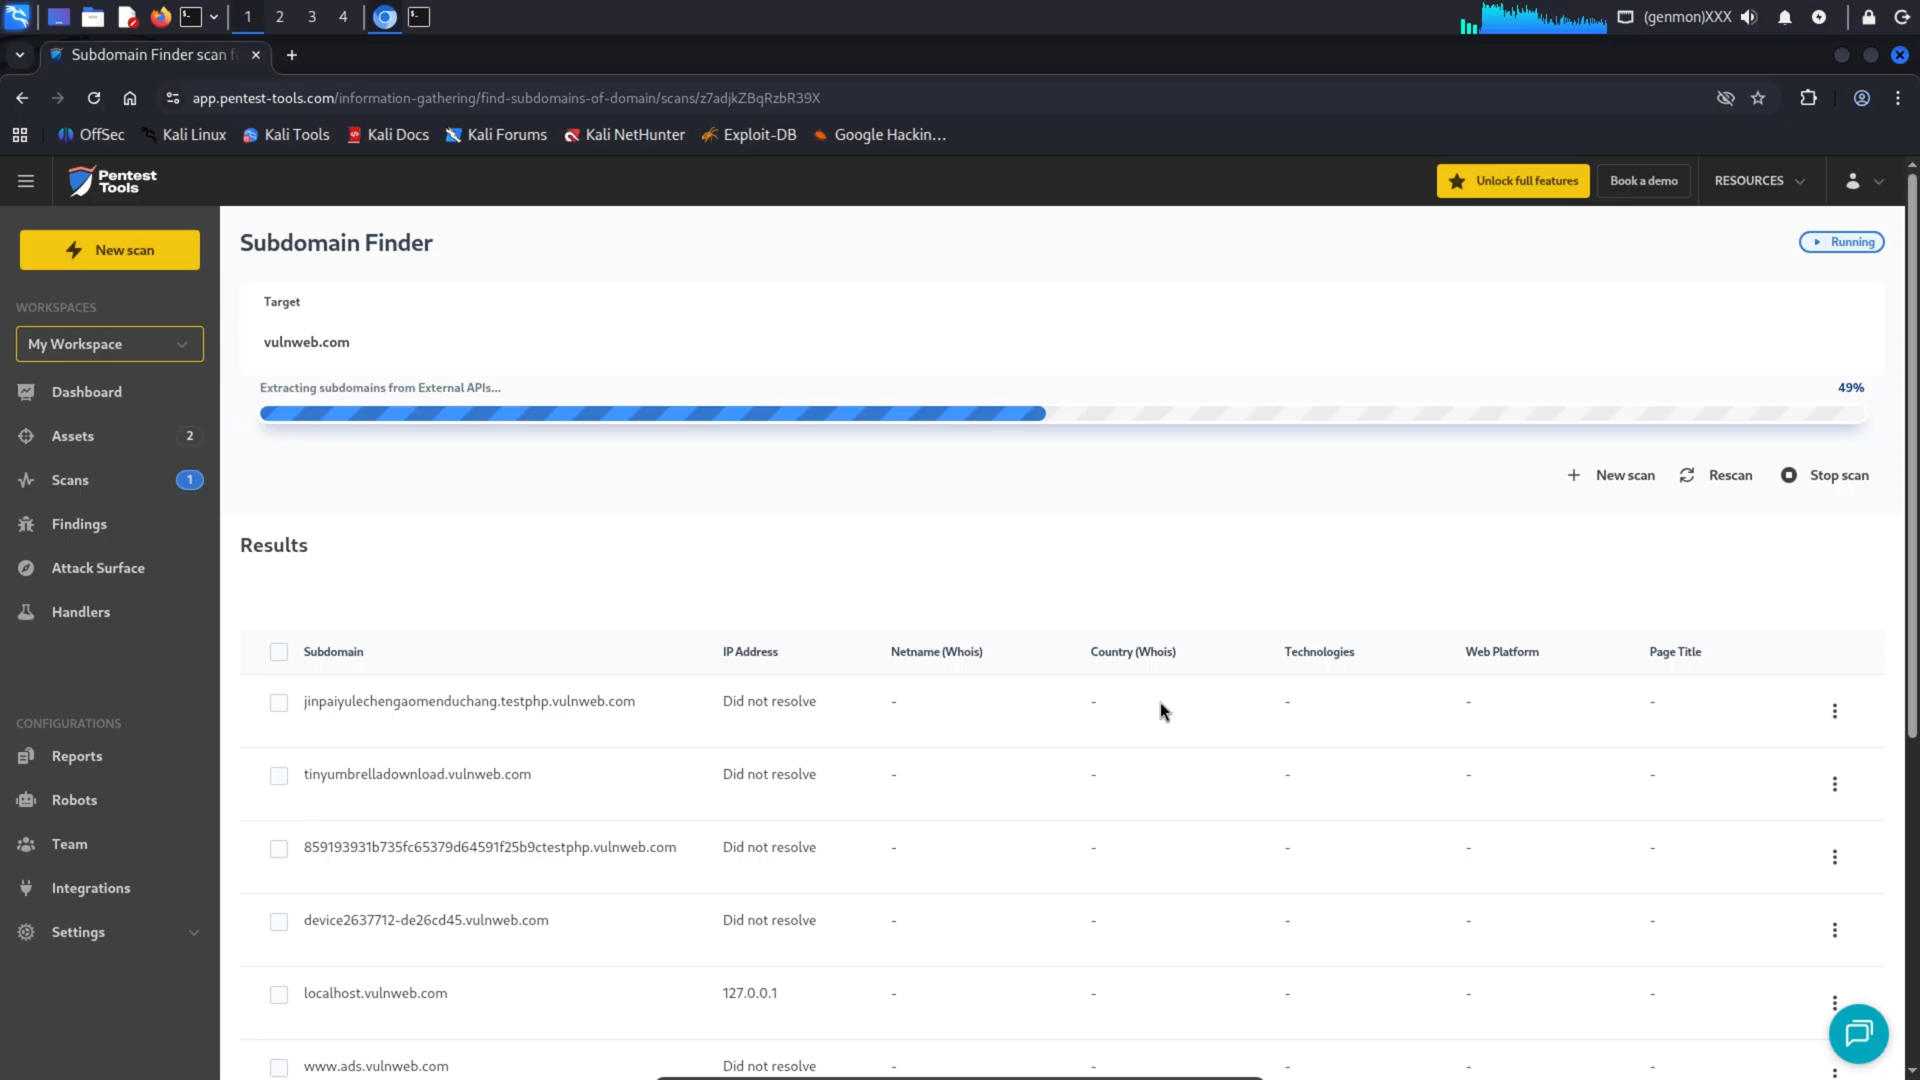 1
2
3
4
(genmon)XXX
Subdomain Finder scan f
app.pentest-tools.com/information-gathering/find-subdomains-of-domain/scans/z7adjkZBqRzbR39X
OffSec
Kali Linux
Kali Tools
Kali Docs
Kali Forums
Kali NetHunter
Exploit-DB
Google Hackin...
Pentest
Tools
Unlock full features
Book a demo
RESOURCES
New scan
WORKSPACES
My Workspace
Dashboard
Assets
2
Scans
1
Findings
Attack Surface
Handlers
CONFIGURATIONS
Reports
Robots
Team
Integrations
Settings
Subdomain Finder
Running
Target
vulnweb.com
Extracting subdomains from External APIs...
49%
New scan
Rescan
Stop scan
Results
Subdomain IP Address Netname (Whois) Country (Whois) Technologies Web Platform Page Title
jinpaiyulechengaomenduchang.testphp.vulnweb.com Did not resolve - - - - -
tinyumbrelladownload.vulnweb.com Did not resolve - - - - -
859193931b735fc65379d64591f25b9ctestphp.vulnweb.com Did not resolve - - - - -
device2637712-de26cd45.vulnweb.com Did not resolve - - - - -
localhost.vulnweb.com 127.0.0.1 - - - - -
www.ads.vulnweb.com Did not resolve - - - - -